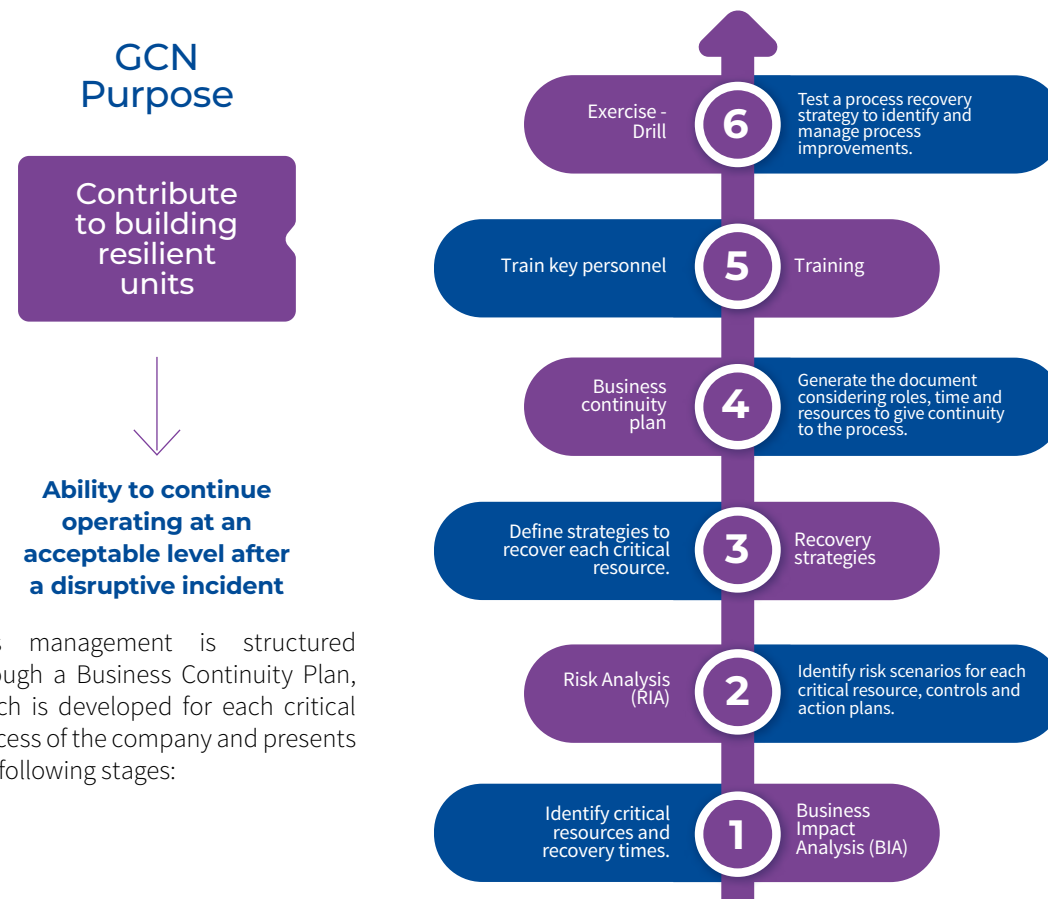 GCN
Purpose
Contribute
to building
resilient
units
Ability to continue
operating at an
acceptable level after
a disruptive incident
management is structured
a Business Continuity Plan,
is developed for each critical
of the company and presents
following stages:
Exercise -
Drill
6
Test a process recovery
strategy to identify and
manage process
improvements.
Train key personnel
5
Training
Business
continuity
plan
4
Generate the document
considering roles, time and
resources to give continuity
to the process.
Define strategies to
recover each critical
resource.
3
Recovery
strategies
Risk Analysis
(RIA)
2
Identify risk scenarios for each
critical resource, controls and
action plans.
Identify critical
resources and
recovery times.
1
Business
Impact
Analysis (BIA)